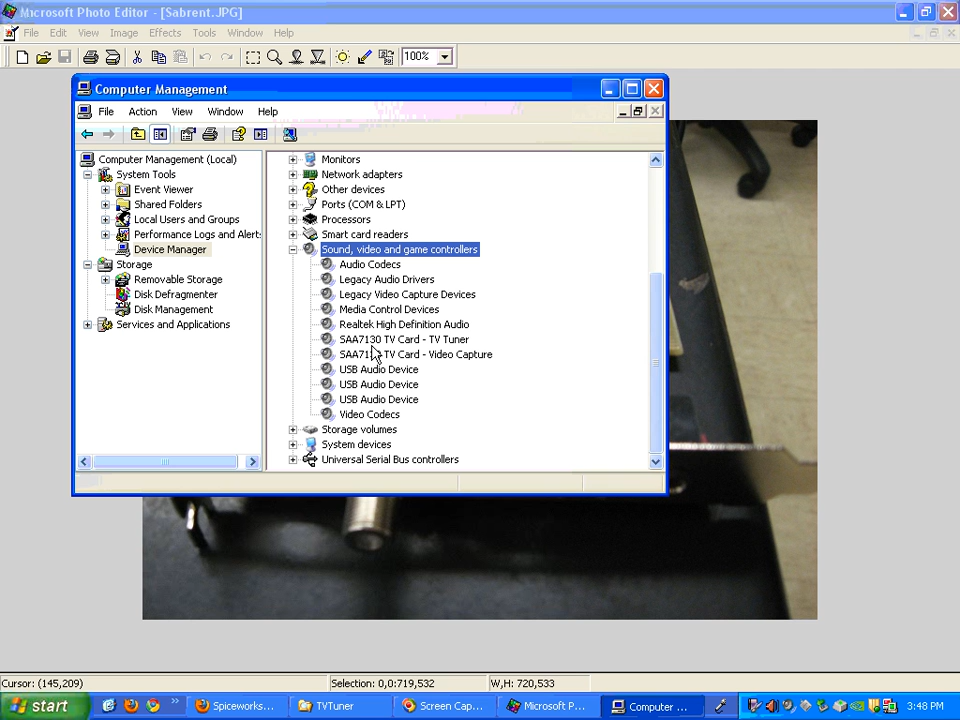 Microsoft Photo Editor - [Sabrent.JPG]
File Edit View Image Effects Tools Window Help
100%
Computer Management
File Action View Window Help
Computer Management (Local)
System Tools
Event Viewer
Shared Folders
Local Users and Groups
Performance Logs and Alerts
Device Manager
Storage
Removable Storage
Disk Defragmenter
Disk Management
Services and Applications
Monitors
Network adapters
Other devices
Ports (COM & LPT)
Processors
Smart card readers
Sound, video and game controllers
Audio Codecs
Legacy Audio Drivers
Legacy Video Capture Devices
Media Control Devices
Realtek High Definition Audio
SAA7130 TV Card - TV Tuner
TV Card - Video Capture
USB Audio Device
USB Audio Device
USB Audio Device
Video Codecs
Storage volumes
System devices
Universal Serial Bus controllers
Cursor: (145,209) Selection: 0,0:719,532 W,H: 720,533
start Spiceworks... TVTuner Screen Cap... Microsoft P... Computer ... 3:48 PM